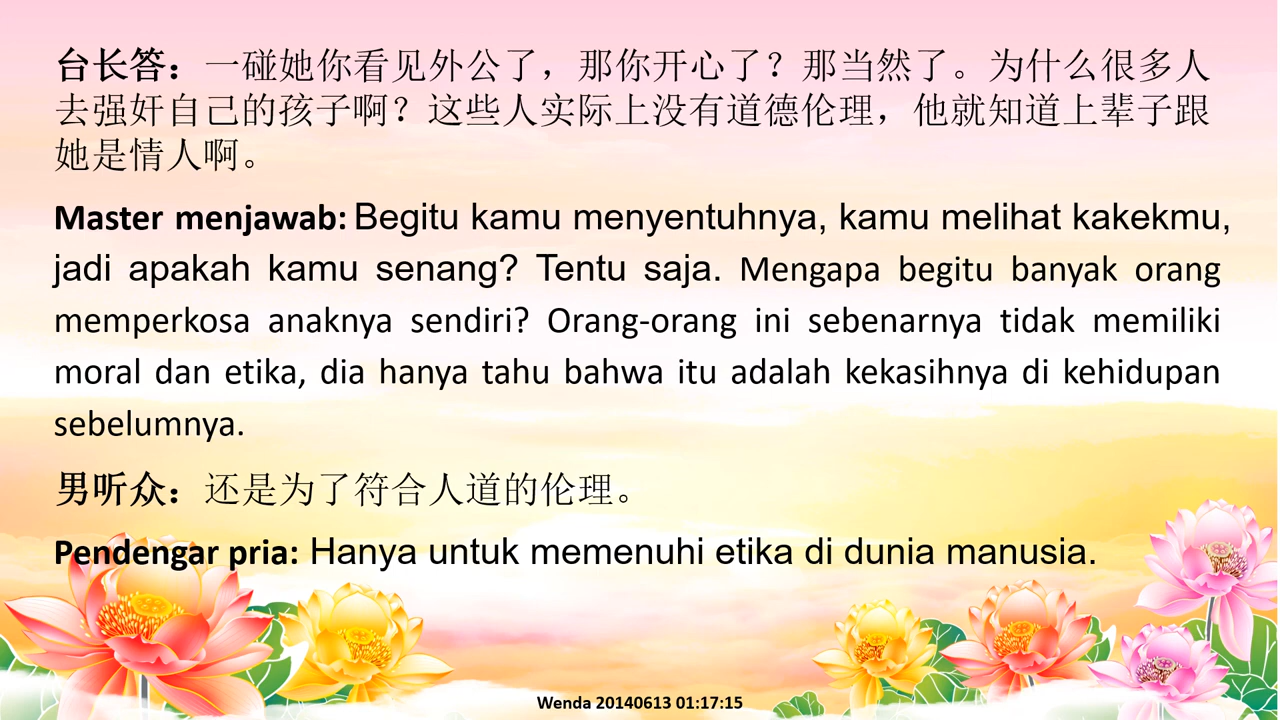 台长答：一碰她你看见外公了，那你开心了？那当然了。为什么很多人
去强奸自己的孩子啊？这些人实际上没有道德伦理，他就知道上辈子跟
她是情人啊。
Master menjawab: Begitu kamu menyentuhnya, kamu melihat kakekmu,
jadi apakah kamu senang? Tentu saja. Mengapa begitu banyak orang
memperkosa anaknya sendiri? Orang-orang ini sebenarnya tidak memiliki
moral dan etika, dia hanya tahu bahwa itu adalah kekasihnya di kehidupan
sebelumnya.
男听众：还是为了符合人道的伦理。
Pendengar pria: Hanya untuk memenuhi etika di dunia manusia.
Wenda 20140613 01:17:15